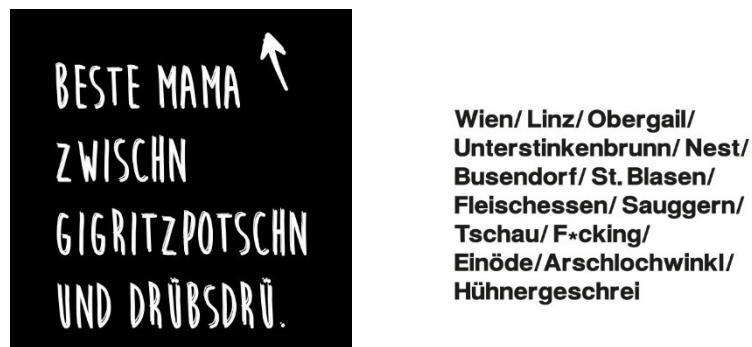 BESTE MAMA
ZWISCHN
GIGRITZPOTSCHN
UND DRÜBSDRÜ.
Wien/ Linz/ Obergail/
Unterstinkenbrunn/ Nest/
Busendorf/ St. Blasen/
Fleischessen/ Sauggern/
Tschau/ F*cking/
Einöde/Arschlochwinkl/
Hühnergeschrei